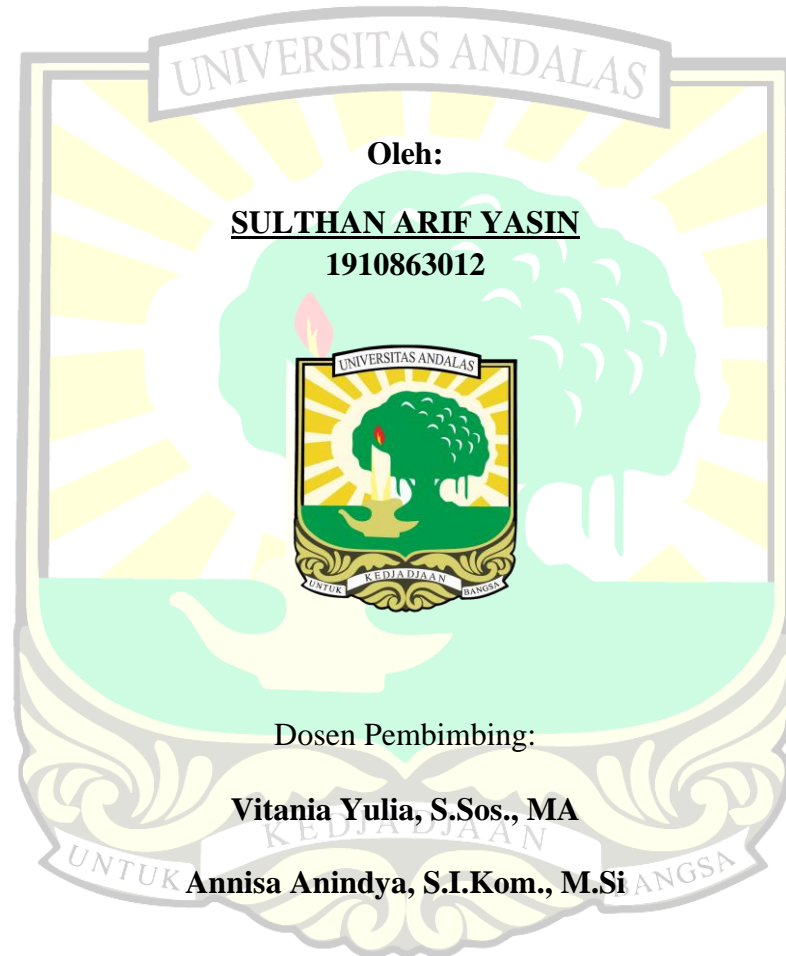 UNIVERSITAS ANDALAS
Oleh:
SULTHAN ARIF YASIN
1910863012
UNIVERSITAS ANDALAS
UNTUK KEDJADJAAN BANGSA
Dosen Pembimbing:
Vitania Yulia, S.Sos., MA
UNTUK KEDJADJAAN BANGSA
Annisa Anindya, S.I.Kom., M.Si